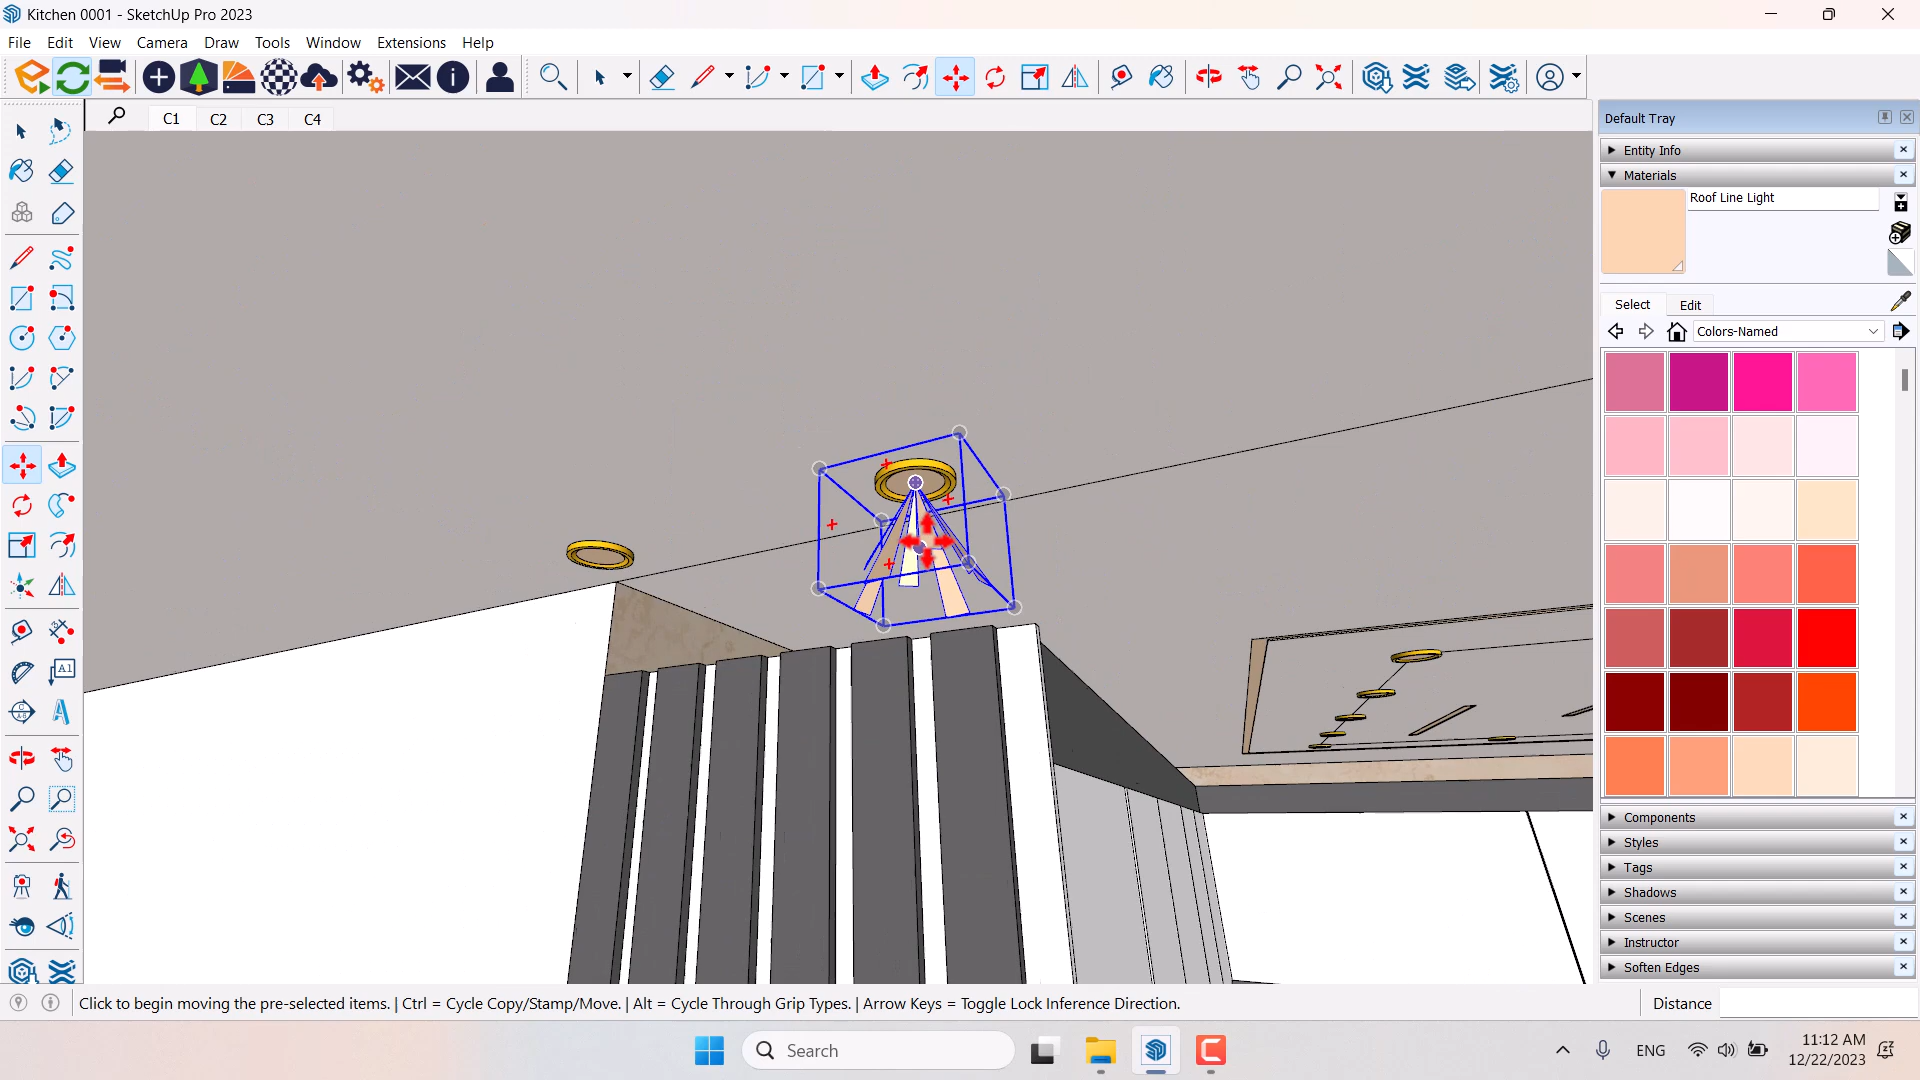 Kitchen 0001 - SketchUp Pro 2023
File Edit View Camera Draw Tools Window Extensions Help
C1 C2 C3 C4
Default Tray
Entity Info
Materials
Roof Line Light
Select Edit
Colors-Named
Components
Styles
Tags
Shadows
Scenes
Instructor
Soften Edges
Click to begin moving the pre-selected items. | Ctrl = Cycle Copy/Stamp/Move. | Alt = Cycle Through Grip Types. | Arrow Keys = Toggle Lock Inference Direction.
Distance
Search
ENG
11:12 AM
12/22/2023